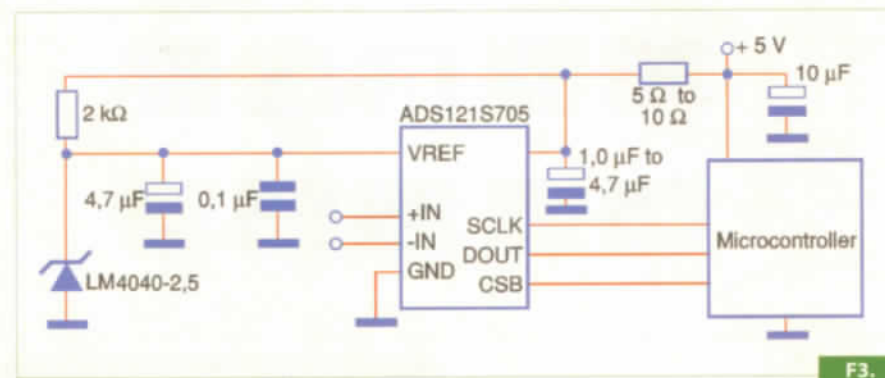 + 5 V
10 µF
5 Ω to
10 Ω
2 kΩ
ADS121S705
VREF
1,0 µF to
4,7 µF
4,7 µF
0,1 µF
+IN
-IN
GND
SCLK
DOUT
CSB
Microcontroller
LM4040-2,5
F3.